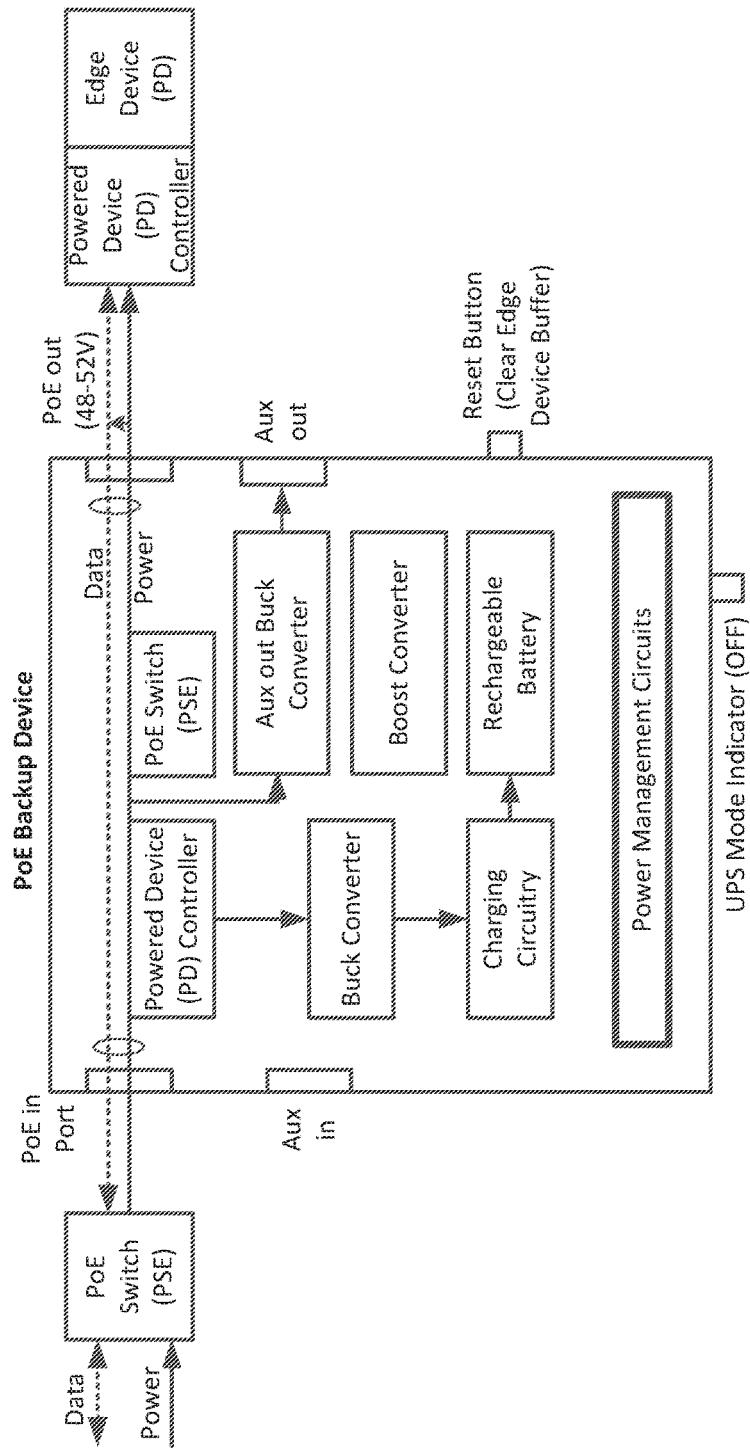 PoE Backup Device
Data
Power
PoE
Switch
(PSE)
PoE in
Port
Aux
in
Data
Power
Powered Device
(PD) Controller
PoE Switch
(PSE)
Buck Converter
Aux out Buck
Converter
Boost Converter
Charging
Circuitry
Rechargeable
Battery
Power Management Circuits
PoE out
(48-52V)
Aux
out
Powered
Device
(PD)
Controller
Edge
Device
(PD)
Reset Button
(Clear Edge
Device Buffer)
UPS Mode Indicator (OFF)